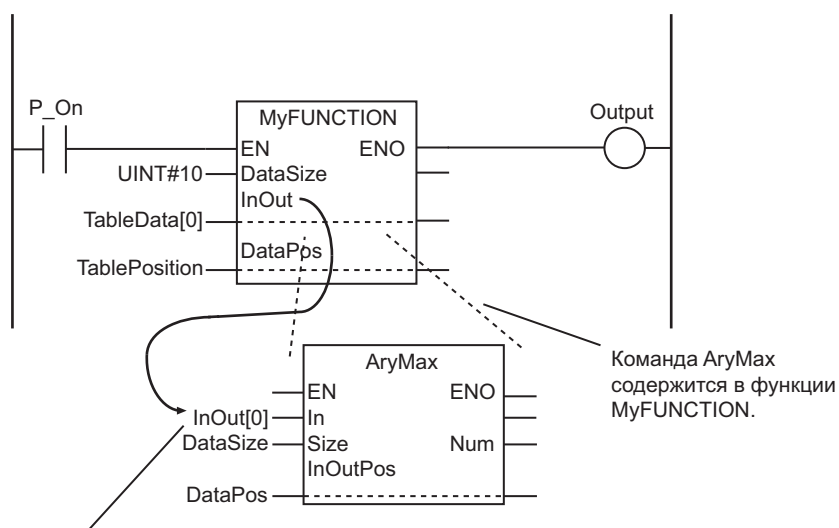 P_On
MyFUNCTION
Output
EN ENO
UINT#10 DataSize
InOut
TableData[0]
DataPos
TablePosition
Команда AryMax
содержится в функции
MyFUNCTION.
AryMax
EN ENO
InOut[0] In
DataSize Size Num
InOutPos
DataPos